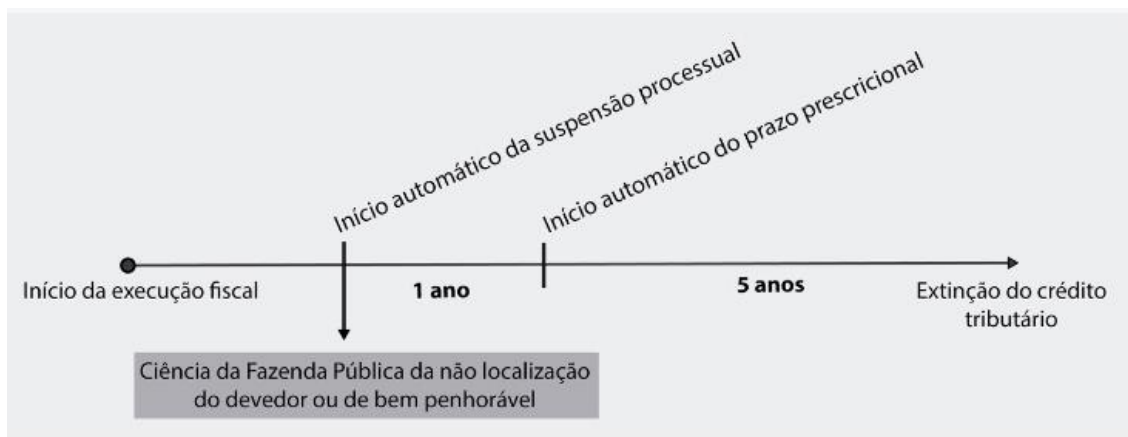 Início automático da suspensão processual
Início automático do prazo prescricional
Início da execução fiscal
1 ano
5 anos
Extinção do crédito
tributário
Ciência da Fazenda Pública da não localização
do devedor ou de bem penhorável